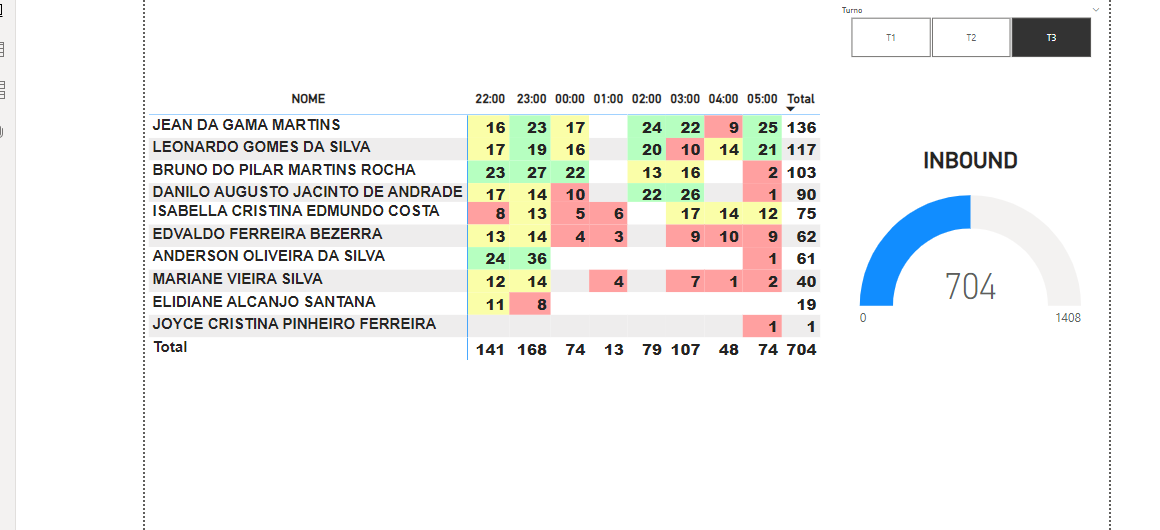 Turno
T1 T2 T3
NOME 22:00 23:00 00:00 01:00 02:00 03:00 04:00 05:00 Total
JEAN DA GAMA MARTINS 16 23 17 24 22 9 25 136
LEONARDO GOMES DA SILVA 17 19 16 20 10 14 21 117
BRUNO DO PILAR MARTINS ROCHA 23 27 22 13 16 2 103
DANILO AUGUSTO JACINTO DE ANDRADE 17 14 10 22 26 1 90
ISABELLA CRISTINA EDMUNDO COSTA 8 13 5 6 17 14 12 75
EDVALDO FERREIRA BEZERRA 13 14 4 3 9 10 9 62
ANDERSON OLIVEIRA DA SILVA 24 36 1 61
MARIANE VIEIRA SILVA 12 14 4 7 1 2 40
ELIDIANE ALCANJO SANTANA 11 8 19
JOYCE CRISTINA PINHEIRO FERREIRA 1 1
Total 141 168 74 13 79 107 48 74 704
INBOUND
704
0 1408